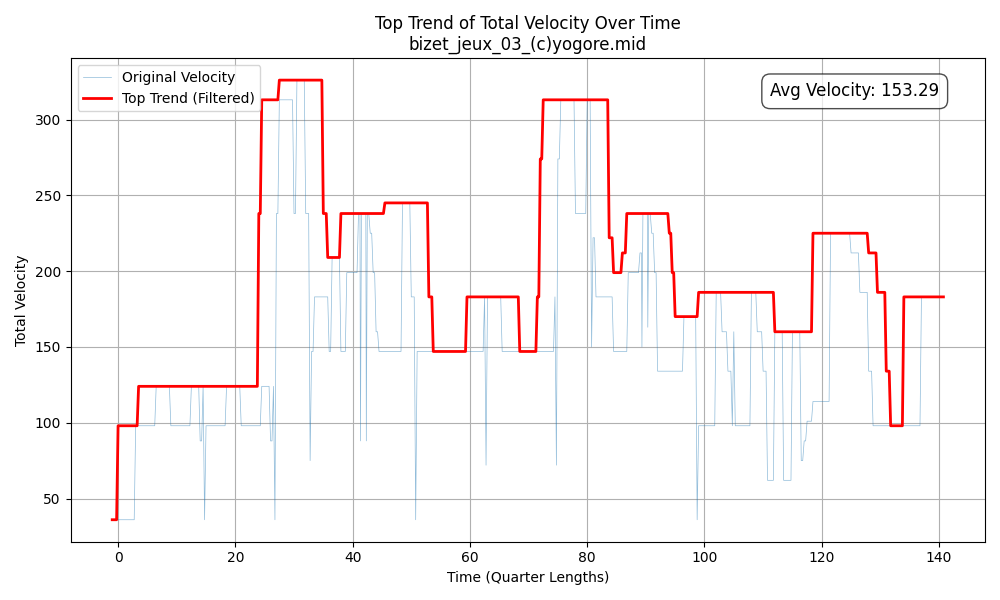 Top Trend of Total Velocity Over Time
bizet_jeux_03_(c)yogore.mid
Original Velocity
Top Trend (Filtered)
Avg Velocity: 153.29
300
250
200
150
100
50
Total Velocity
0 20 40 60 80 100 120 140
Time (Quarter Lengths)